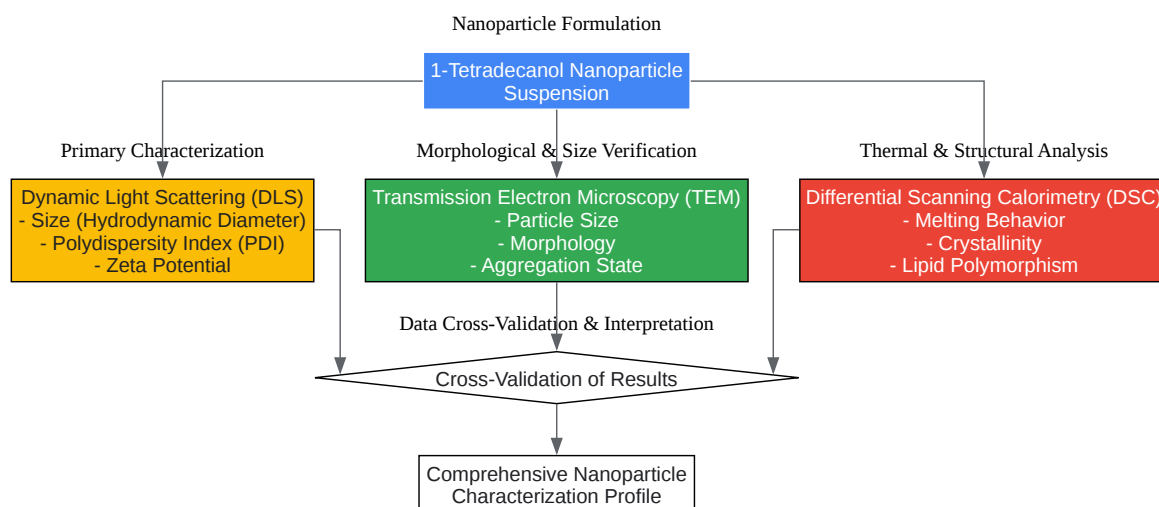 Nanoparticle Formulation
1-Tetradecanol Nanoparticle
Suspension
Primary Characterization
Dynamic Light Scattering (DLS)
- Size (Hydrodynamic Diameter)
- Polydispersity Index (PDI)
- Zeta Potential
Morphological & Size Verification
Transmission Electron Microscopy (TEM)
- Particle Size
- Morphology
- Aggregation State
Thermal & Structural Analysis
Differential Scanning Calorimetry (DSC)
- Melting Behavior
- Crystallinity
- Lipid Polymorphism
Data Cross-Validation & Interpretation
Cross-Validation of Results
Comprehensive Nanoparticle
Characterization Profile